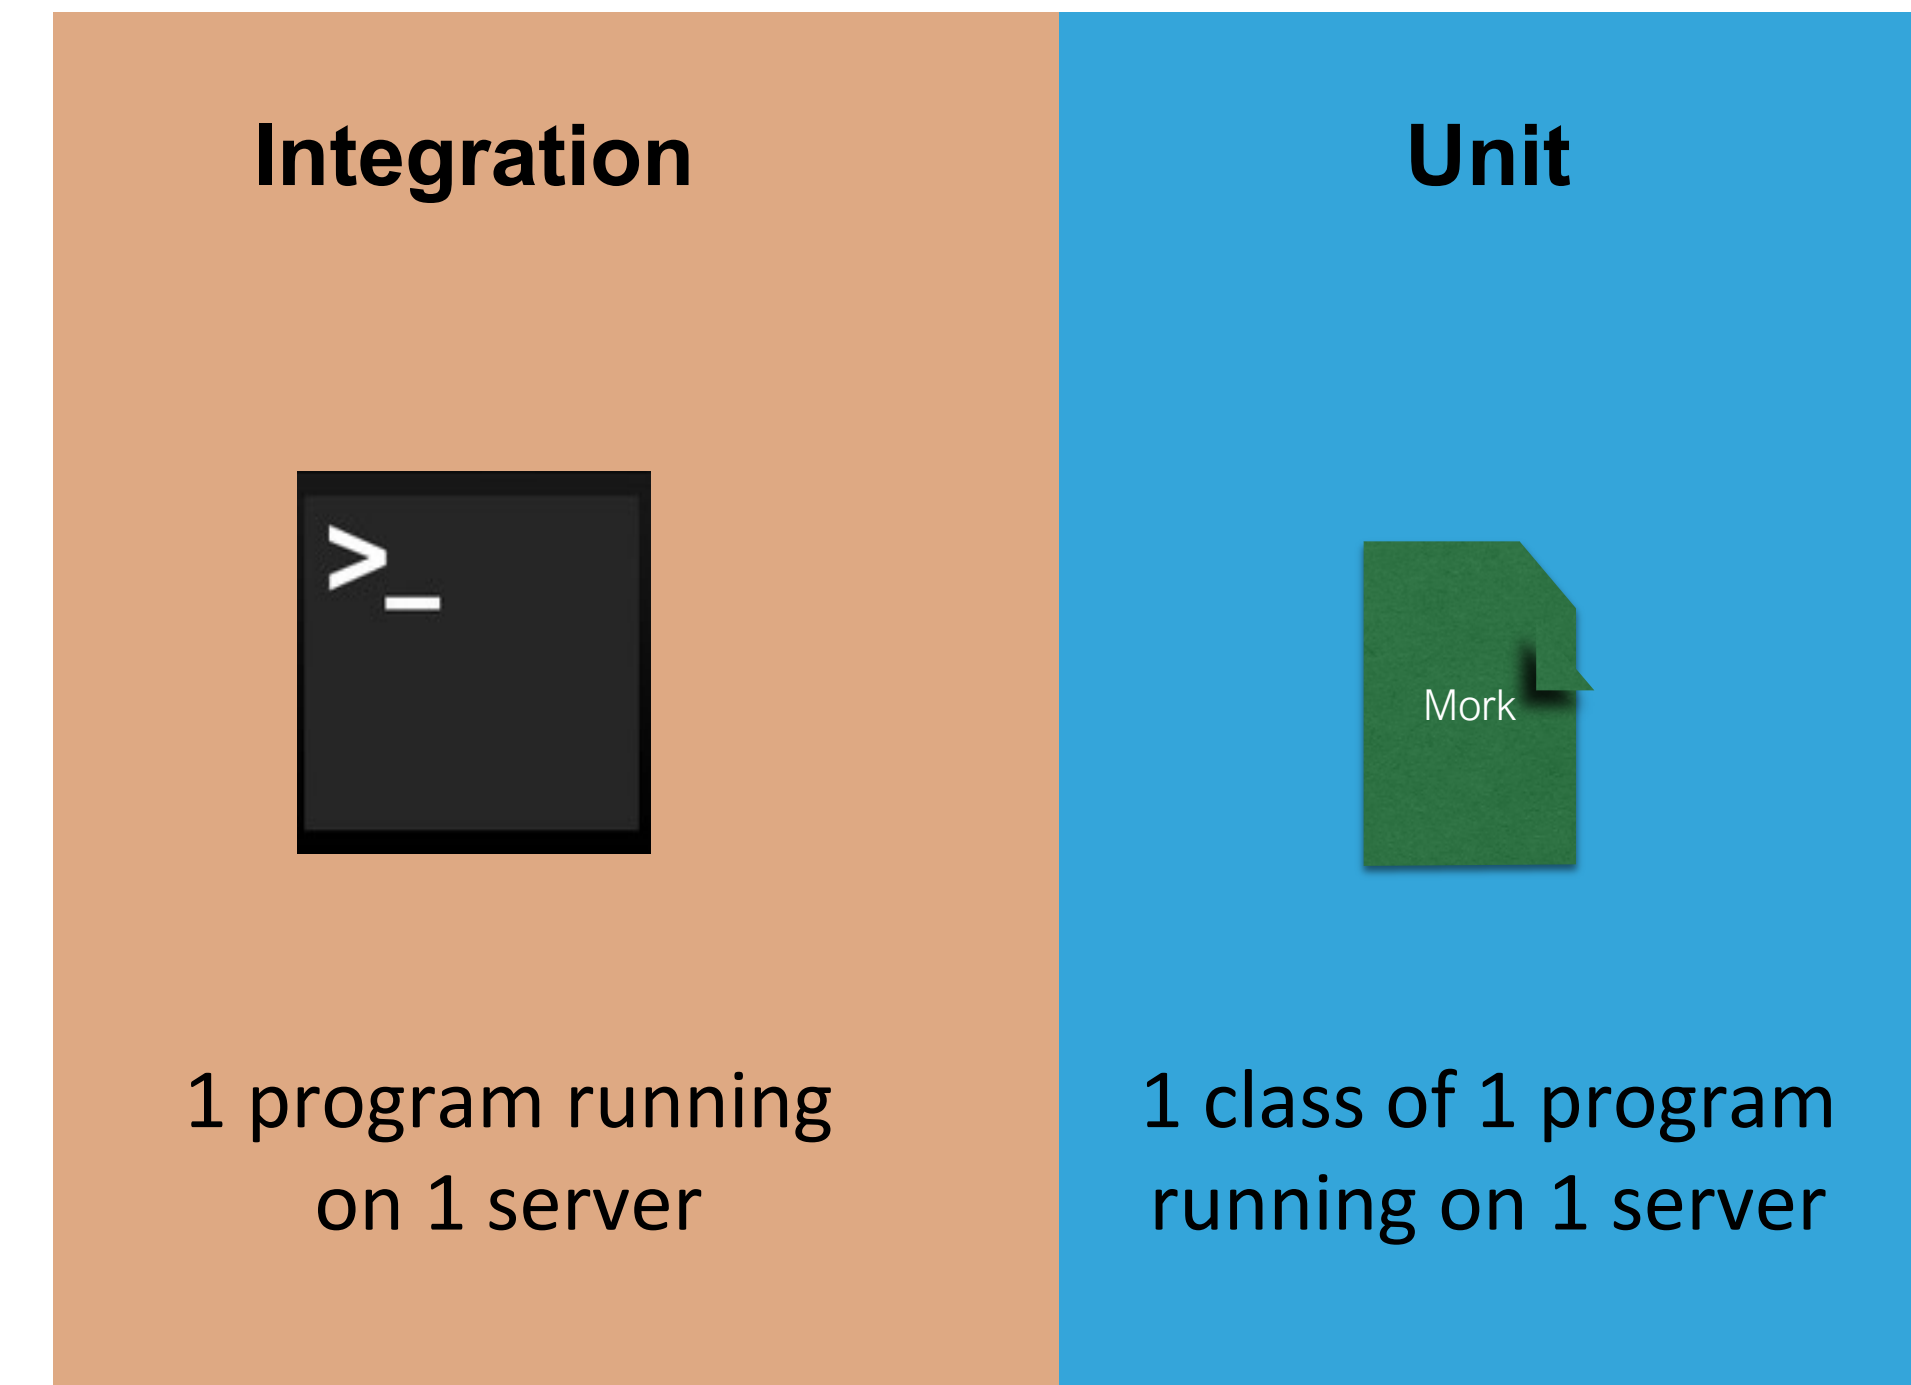 Integration
>_
1 program running
on 1 server
Unit
Mork
1 class of 1 program
running on 1 server